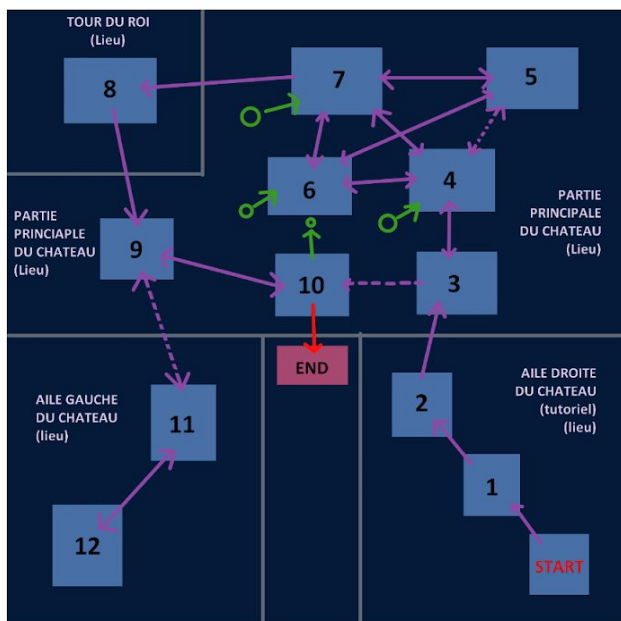 TOUR DU ROI
(Lieu)
8
7
5
6
4
PARTIE
PRINCIPALE
DU CHATEAU
(Lieu)
PARTIE
PRINCIAPLE
DU CHATEAU
(Lieu)
9
10
3
END
AILE GAUCHE
DU CHATEAU
(lieu)
11
12
AILE DROITE
DU CHATEAU
(tutoriel)
(lieu)
2
1
START